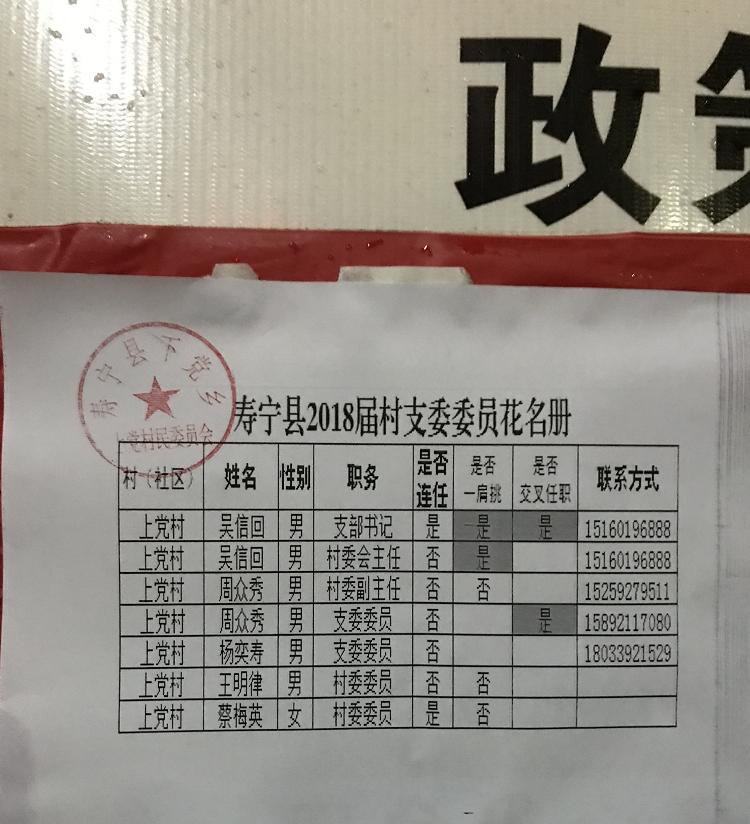 政策
寿宁县下党乡
上党村民委员会
寿宁县2018届村支委委员花名册
村（社区） 姓名 性别 职务 是否连任 是否一肩挑 是否交叉任职 联系方式
上党村 吴信回 男 支部书记 是 是 是 15160196888
上党村 吴信回 男 村委会主任 否 是 15160196888
上党村 周众秀 男 村委副主任 否 否 15259279511
上党村 周众秀 男 支委委员 否 是 15892117080
上党村 杨奕寿 男 支委委员 否 18033921529
上党村 王明律 男 村委委员 否 否
上党村 蔡梅英 女 村委委员 是 否